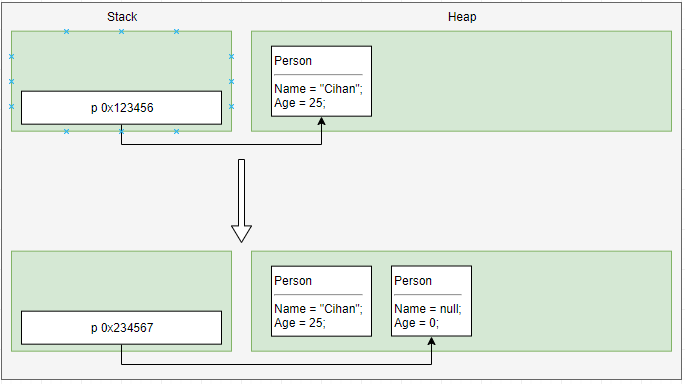 Stack
Heap
Person
Name = "Cihan";
Age = 25;
p 0x123456
Person
Name = "Cihan";
Age = 25;
Person
Name = null;
Age = 0;
p 0x234567